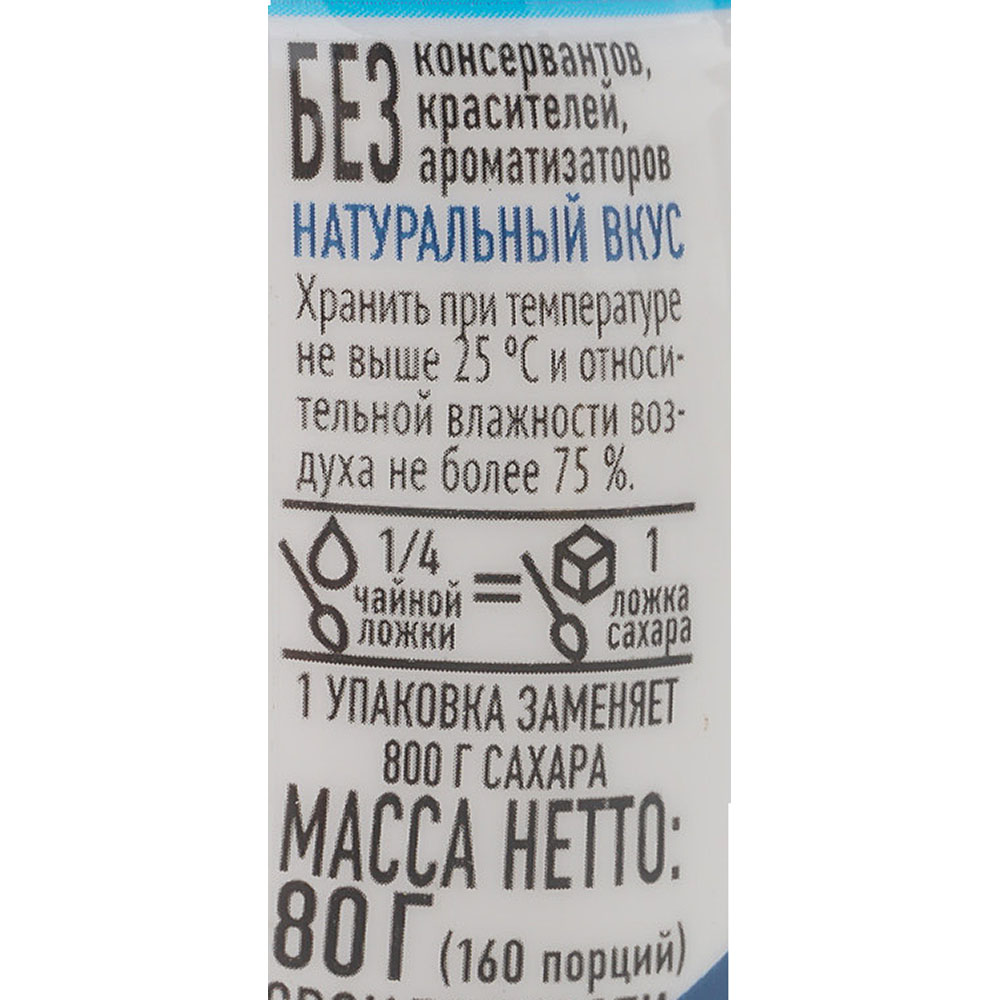 БЕЗ консервантов,
красителей,
ароматизаторов
НАТУРАЛЬНЫЙ ВКУС
Хранить при температуре
не выше 25 ºС и относи-
тельной влажности воз-
духа не более 75 %.
1/4 чайной ложки = 1 ложка сахара
1 УПАКОВКА ЗАМЕНЯЕТ
800 Г САХАРА
МАССА НЕТТО:
80 Г (160 порций)